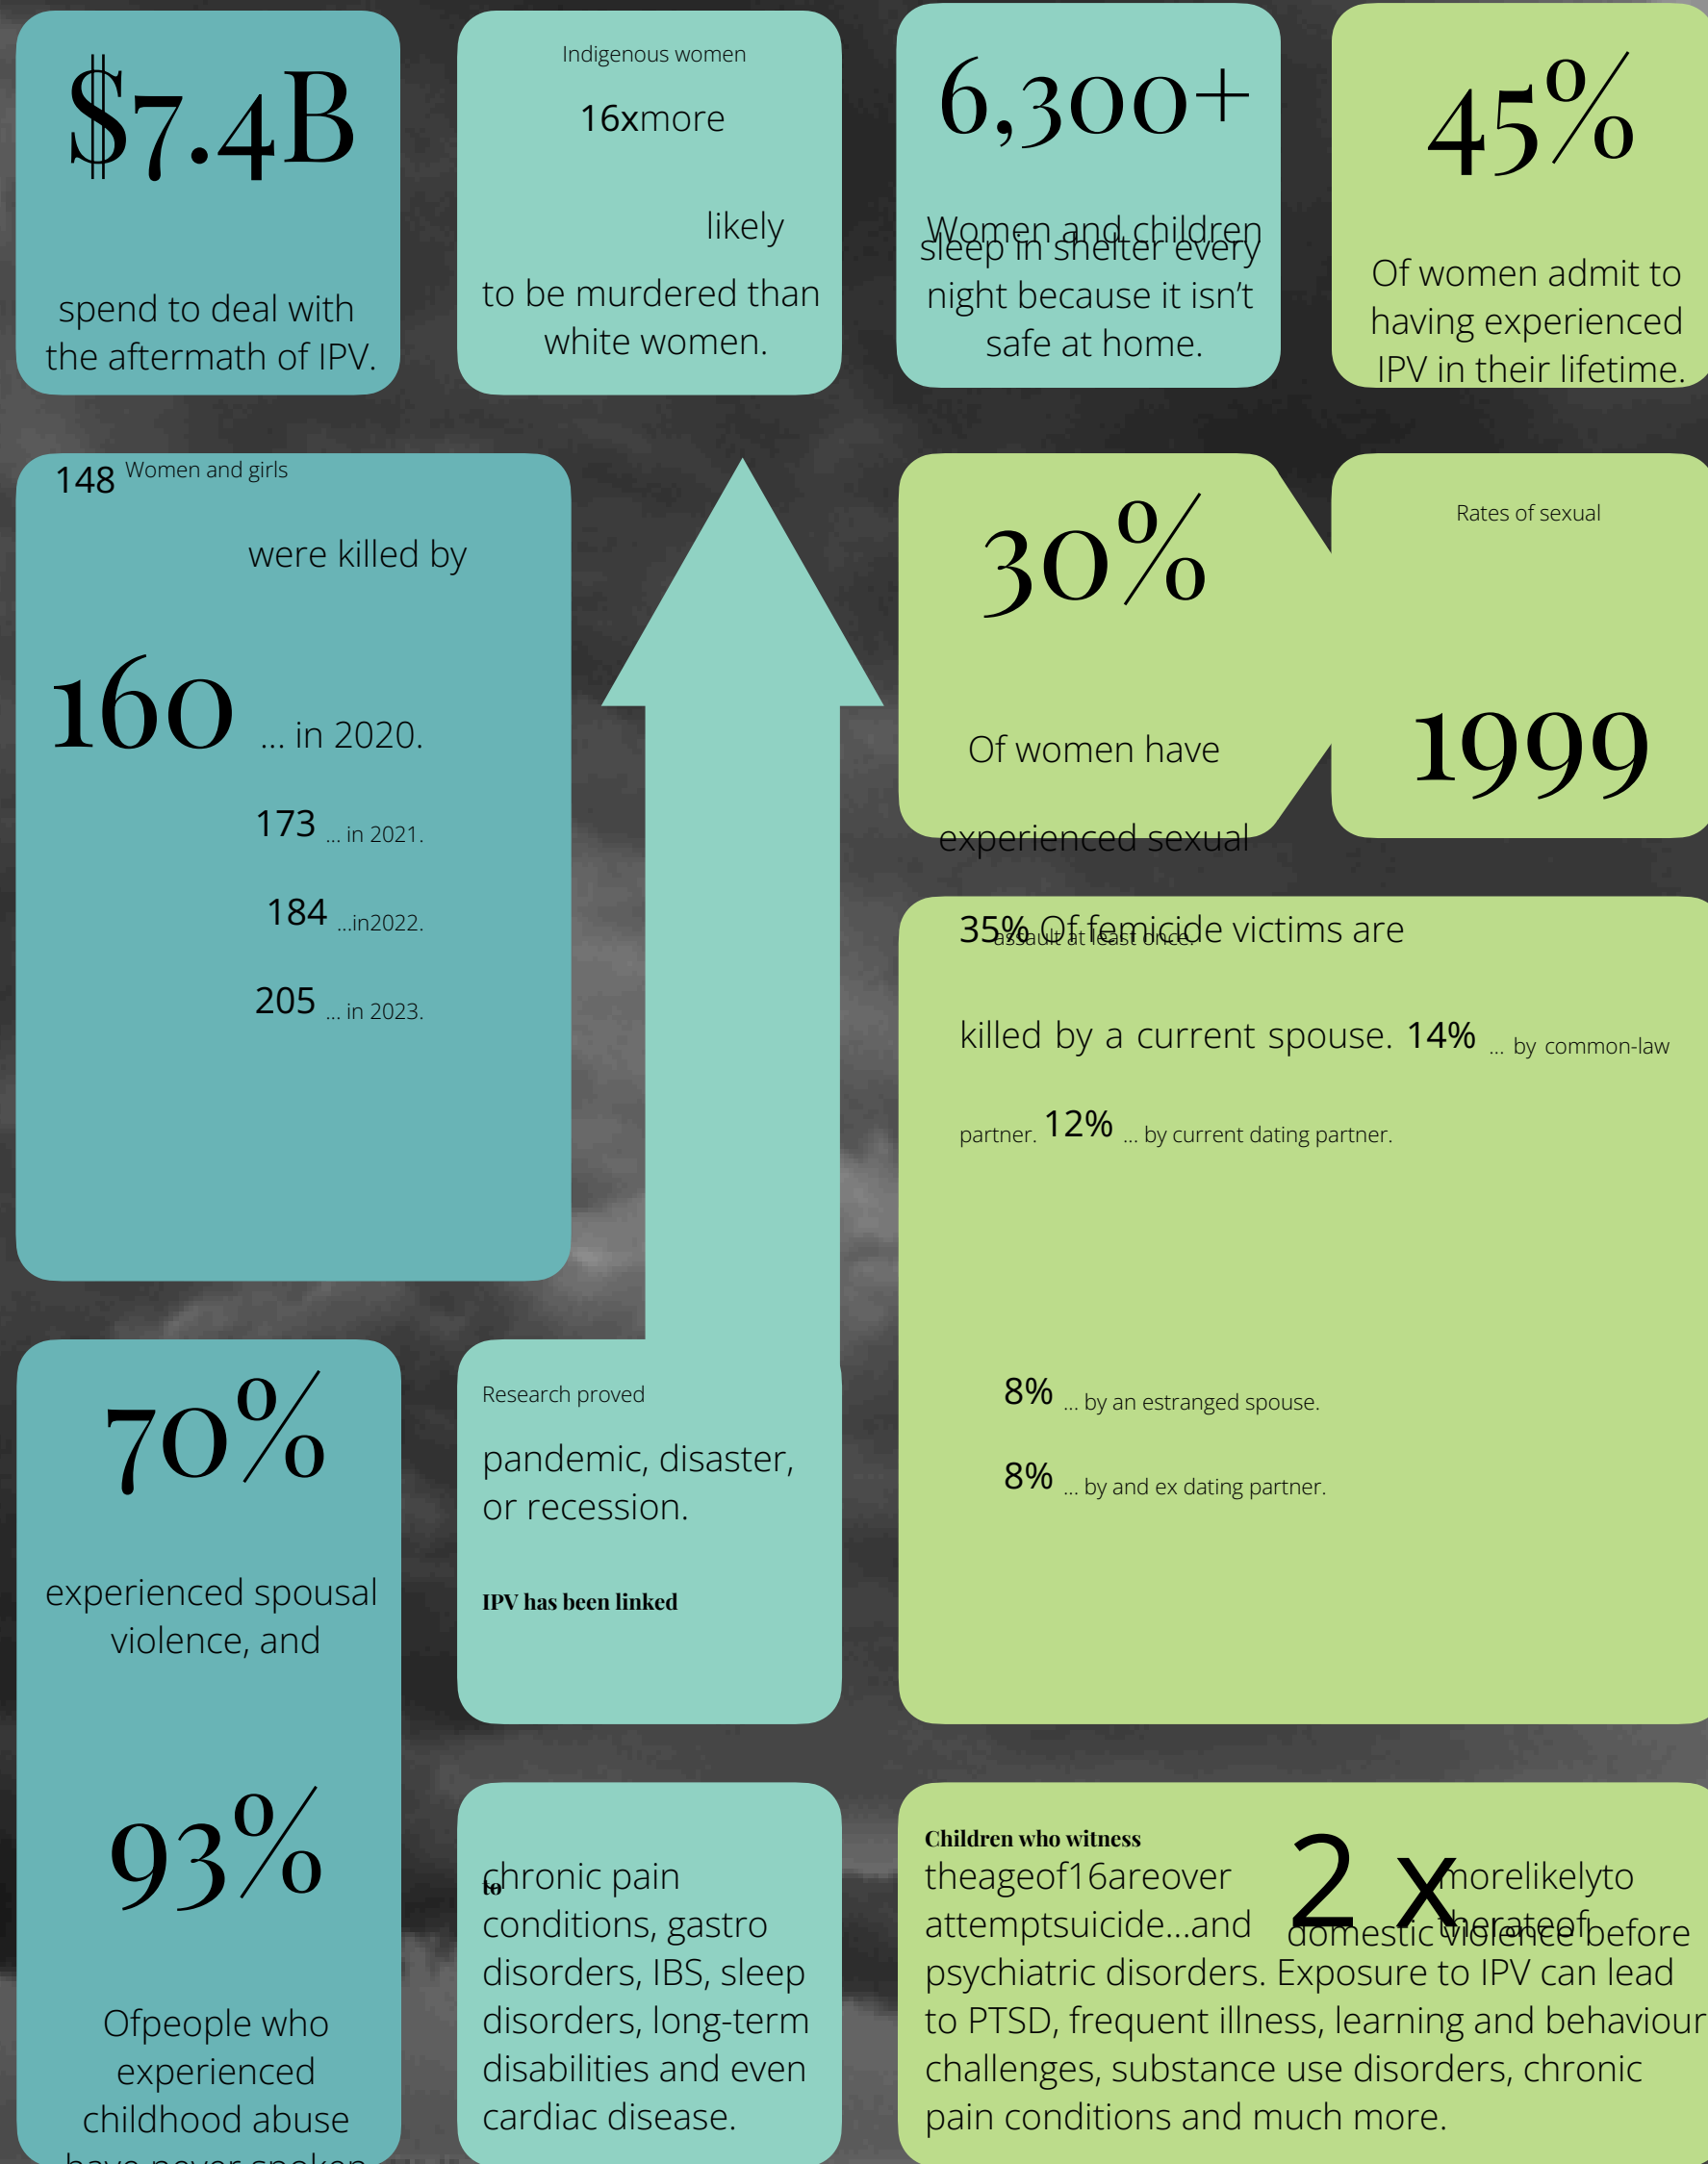 $7.4B
spend to deal with
the aftermath of IPV.
Indigenous women
16xmore
likely
to be murdered than
white women.
6,300+
Women and children
sleep in shelter every
night because it isn't
safe at home.
45%
Of women admit to
having experienced
IPV in their lifetime.
148 Women and girls
were killed by
160 ... in 2020.
173 ... in 2021.
184 ...in2022.
205 ... in 2023.
30%
Of women have
experienced sexual
assault at least once.
Rates of sexual
1999
35% Of femicide victims are
killed by a current spouse. 14% ... by common-law
partner. 12% ... by current dating partner.
8% ... by an estranged spouse.
8% ... by and ex dating partner.
70%
experienced spousal
violence, and
93%
Ofpeople who
experienced
childhood abuse
have never spoken
Research proved
pandemic, disaster,
or recession.
IPV has been linked
to
chronic pain
conditions, gastro
disorders, IBS, sleep
disorders, long-term
disabilities and even
cardiac disease.
Children who witness
domestic violence before
theageof16areover 2 x morelikelyto
attemptsuicide...and therateof
psychiatric disorders. Exposure to IPV can lead
to PTSD, frequent illness, learning and behaviour
challenges, substance use disorders, chronic
pain conditions and much more.